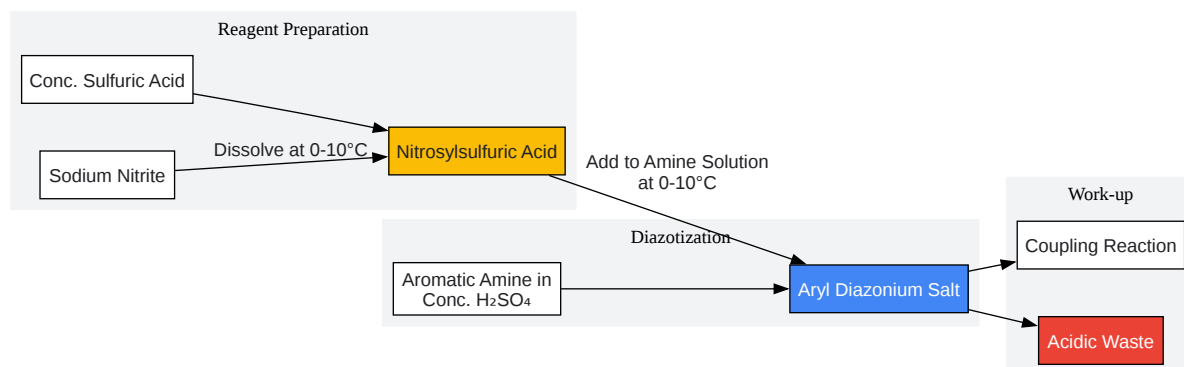 Reagent Preparation
Conc. Sulfuric Acid
Sodium Nitrite
Dissolve at 0-10°C
Nitrosylsulfuric Acid
Add to Amine Solution
at 0-10°C
Diazotization
Aromatic Amine in
Conc. H₂SO₄
Aryl Diazonium Salt
Work-up
Coupling Reaction
Acidic Waste